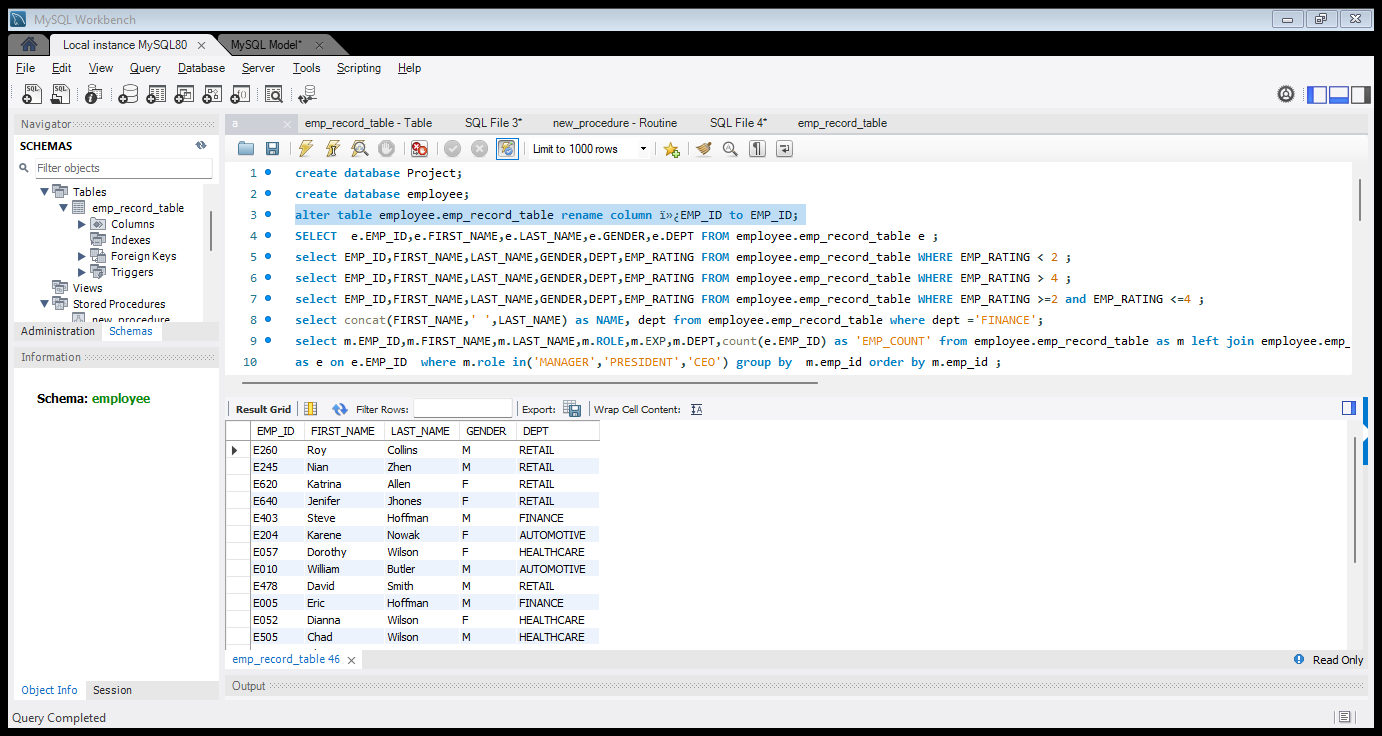 MySQL Workbench
Local instance MySQL80
MySQL Model*
File Edit View Query Database Server Tools Scripting Help
Navigator
SCHEMAS
Filter objects
Tables
emp_record_table
Columns
Indexes
Foreign Keys
Triggers
Views
Stored Procedures
new_procedure
Administration Schemas
Information
Schema: employee
Object Info Session
Query Completed
a emp_record_table - Table SQL File 3* new_procedure - Routine SQL File 4* emp_record_table
Limit to 1000 rows
1 create database Project;
2 create database employee;
3 alter table employee.emp_record_table rename column ï»¿EMP_ID to EMP_ID;
4 SELECT  e.EMP_ID,e.FIRST_NAME,e.LAST_NAME,e.GENDER,e.DEPT FROM employee.emp_record_table e ;
5 select EMP_ID,FIRST_NAME,LAST_NAME,GENDER,DEPT,EMP_RATING FROM employee.emp_record_table WHERE EMP_RATING < 2 ;
6 select EMP_ID,FIRST_NAME,LAST_NAME,GENDER,DEPT,EMP_RATING FROM employee.emp_record_table WHERE EMP_RATING > 4 ;
7 select EMP_ID,FIRST_NAME,LAST_NAME,GENDER,DEPT,EMP_RATING FROM employee.emp_record_table WHERE EMP_RATING >=2 and EMP_RATING <=4 ;
8 select concat(FIRST_NAME,' ',LAST_NAME) as NAME, dept from employee.emp_record_table where dept ='FINANCE';
9 select m.EMP_ID,m.FIRST_NAME,m.LAST_NAME,m.ROLE,m.EXP,m.DEPT,count(e.EMP_ID) as 'EMP_COUNT' from employee.emp_record_table as m left join employee.emp_
10 as e on e.EMP_ID  where m.role in('MANAGER','PRESIDENT','CEO') group by  m.emp_id order by m.emp_id ;
Result Grid Filter Rows: Export: Wrap Cell Content:
EMP_ID FIRST_NAME LAST_NAME GENDER DEPT
E260 Roy Collins M RETAIL
E245 Nian Zhen M RETAIL
E620 Katrina Allen F RETAIL
E640 Jenifer Jhones F RETAIL
E403 Steve Hoffman M FINANCE
E204 Karene Nowak F AUTOMOTIVE
E057 Dorothy Wilson F HEALTHCARE
E010 William Butler M AUTOMOTIVE
E478 David Smith M RETAIL
E005 Eric Hoffman M FINANCE
E052 Dianna Wilson F HEALTHCARE
E505 Chad Wilson M HEALTHCARE
emp_record_table 46
Read Only
Output